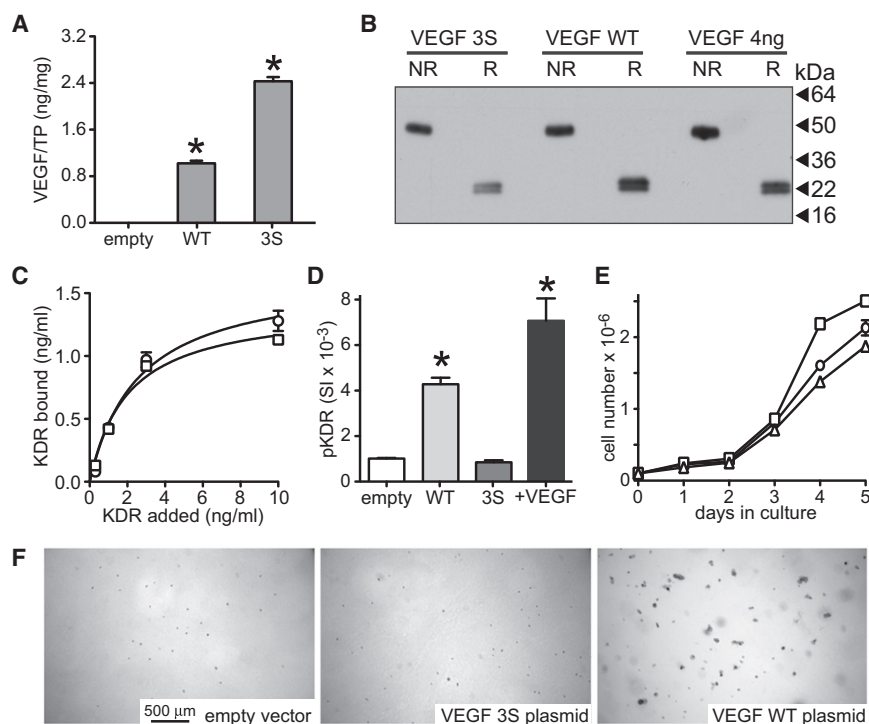 A
VEGF/TP (ng/mg)
3.2
2.4
1.6
0.8
0.0
*
*
empty WT 3S
B
VEGF 3S VEGF WT VEGF 4ng
NR R NR R NR R kDa
◄64
◄50
◄36
◄22
◄16
C
KDR bound (ng/ml)
1.5
1.0
0.5
0.0
0 2 4 6 8 10
KDR added (ng/ml)
D
pKDR (SI x 10-3)
8
6
4
2
0
*
*
empty WT 3S +VEGF
E
cell number x 10-6
2
1
0
0 1 2 3 4 5
days in culture
F
500 µm empty vector
VEGF 3S plasmid
VEGF WT plasmid